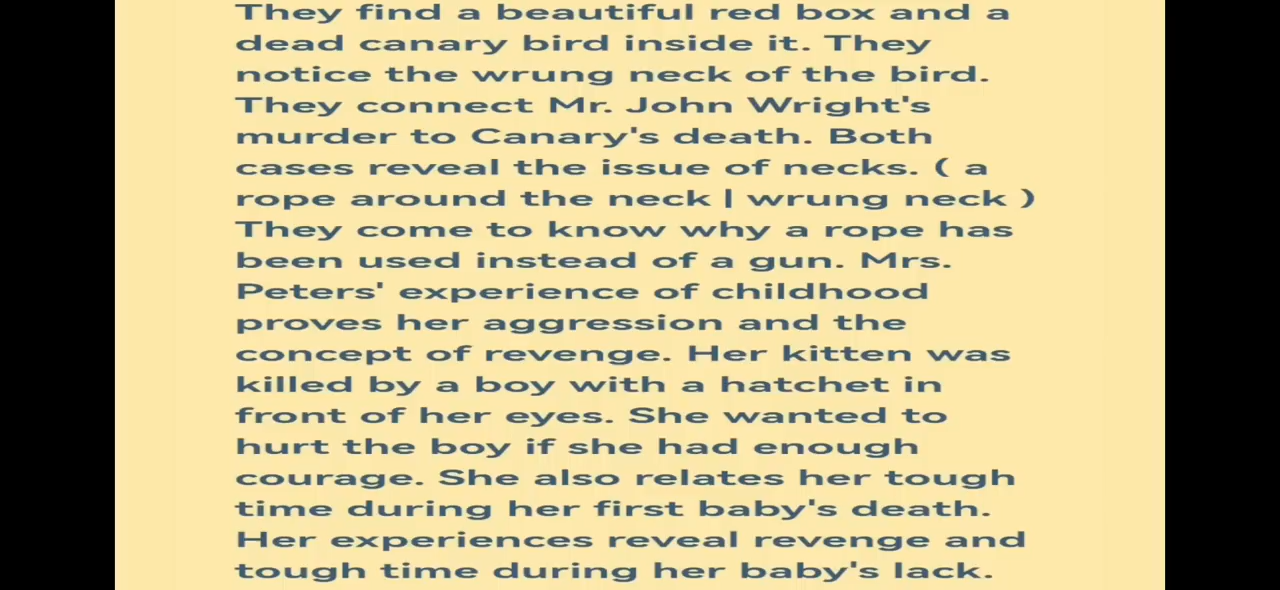 They find a beautiful red box and a
dead canary bird inside it. They
notice the wrung neck of the bird.
They connect Mr. John Wright's
murder to Canary's death. Both
cases reveal the issue of necks. ( a
rope around the neck | wrung neck )
They come to know why a rope has
been used instead of a gun. Mrs.
Peters' experience of childhood
proves her aggression and the
concept of revenge. Her kitten was
killed by a boy with a hatchet in
front of her eyes. She wanted to
hurt the boy if she had enough
courage. She also relates her tough
time during her first baby's death.
Her experiences reveal revenge and
tough time during her baby's lack.